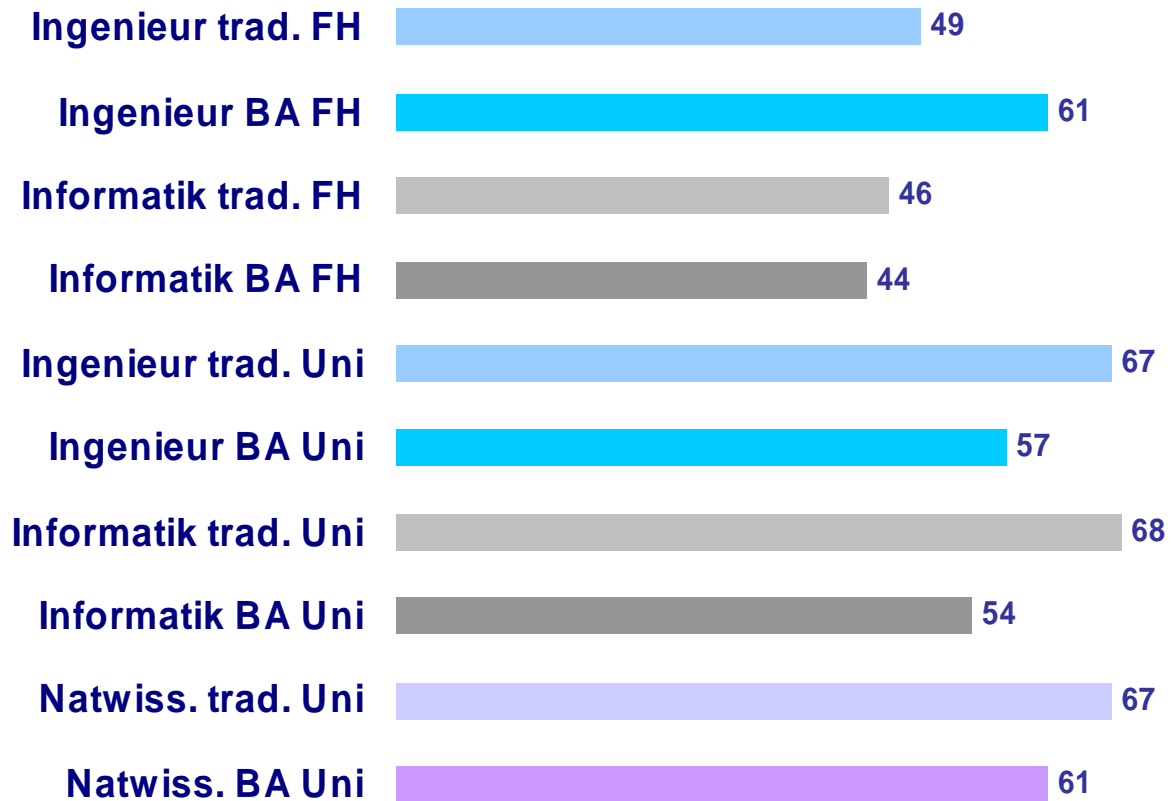 Ingenieur trad. FH 49
Ingenieur BA FH 61
Informatik trad. FH 46
Informatik BA FH 44
Ingenieur trad. Uni 67
Ingenieur BA Uni 57
Informatik trad. Uni 68
Informatik BA Uni 54
Natwiss. trad. Uni 67
Natwiss. BA Uni 61